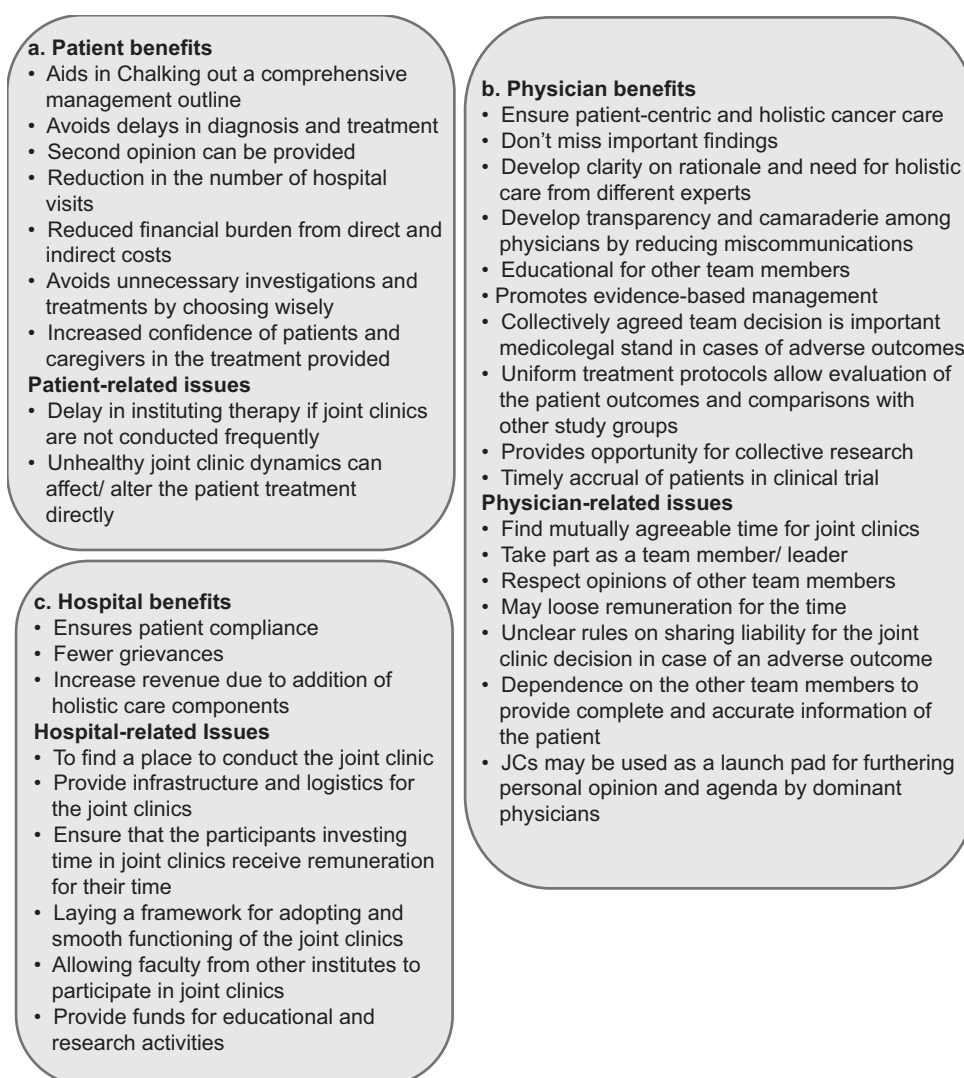 a. Patient benefits
• Aids in Chalking out a comprehensive
management outline
• Avoids delays in diagnosis and treatment
• Second opinion can be provided
• Reduction in the number of hospital
visits
• Reduced financial burden from direct and
indirect costs
• Avoids unnecessary investigations and
treatments by choosing wisely
• Increased confidence of patients and
caregivers in the treatment provided
Patient-related issues
• Delay in instituting therapy if joint clinics
are not conducted frequently
• Unhealthy joint clinic dynamics can
affect/ alter the patient treatment
directly
b. Physician benefits
• Ensure patient-centric and holistic cancer care
• Don't miss important findings
• Develop clarity on rationale and need for holistic
care from different experts
• Develop transparency and camaraderie among
physicians by reducing miscommunications
• Educational for other team members
• Promotes evidence-based management
• Collectively agreed team decision is important
medicolegal stand in cases of adverse outcomes
• Uniform treatment protocols allow evaluation of
the patient outcomes and comparisons with
other study groups
• Provides opportunity for collective research
• Timely accrual of patients in clinical trial
Physician-related issues
• Find mutually agreeable time for joint clinics
• Take part as a team member/ leader
• Respect opinions of other team members
• May loose remuneration for the time
• Unclear rules on sharing liability for the joint
clinic decision in case of an adverse outcome
• Dependence on the other team members to
provide complete and accurate information of
the patient
• JCs may be used as a launch pad for furthering
personal opinion and agenda by dominant
physicians
c. Hospital benefits
• Ensures patient compliance
• Fewer grievances
• Increase revenue due to addition of
holistic care components
Hospital-related Issues
• To find a place to conduct the joint clinic
• Provide infrastructure and logistics for
the joint clinics
• Ensure that the participants investing
time in joint clinics receive remuneration
for their time
• Laying a framework for adopting and
smooth functioning of the joint clinics
• Allowing faculty from other institutes to
participate in joint clinics
• Provide funds for educational and
research activities